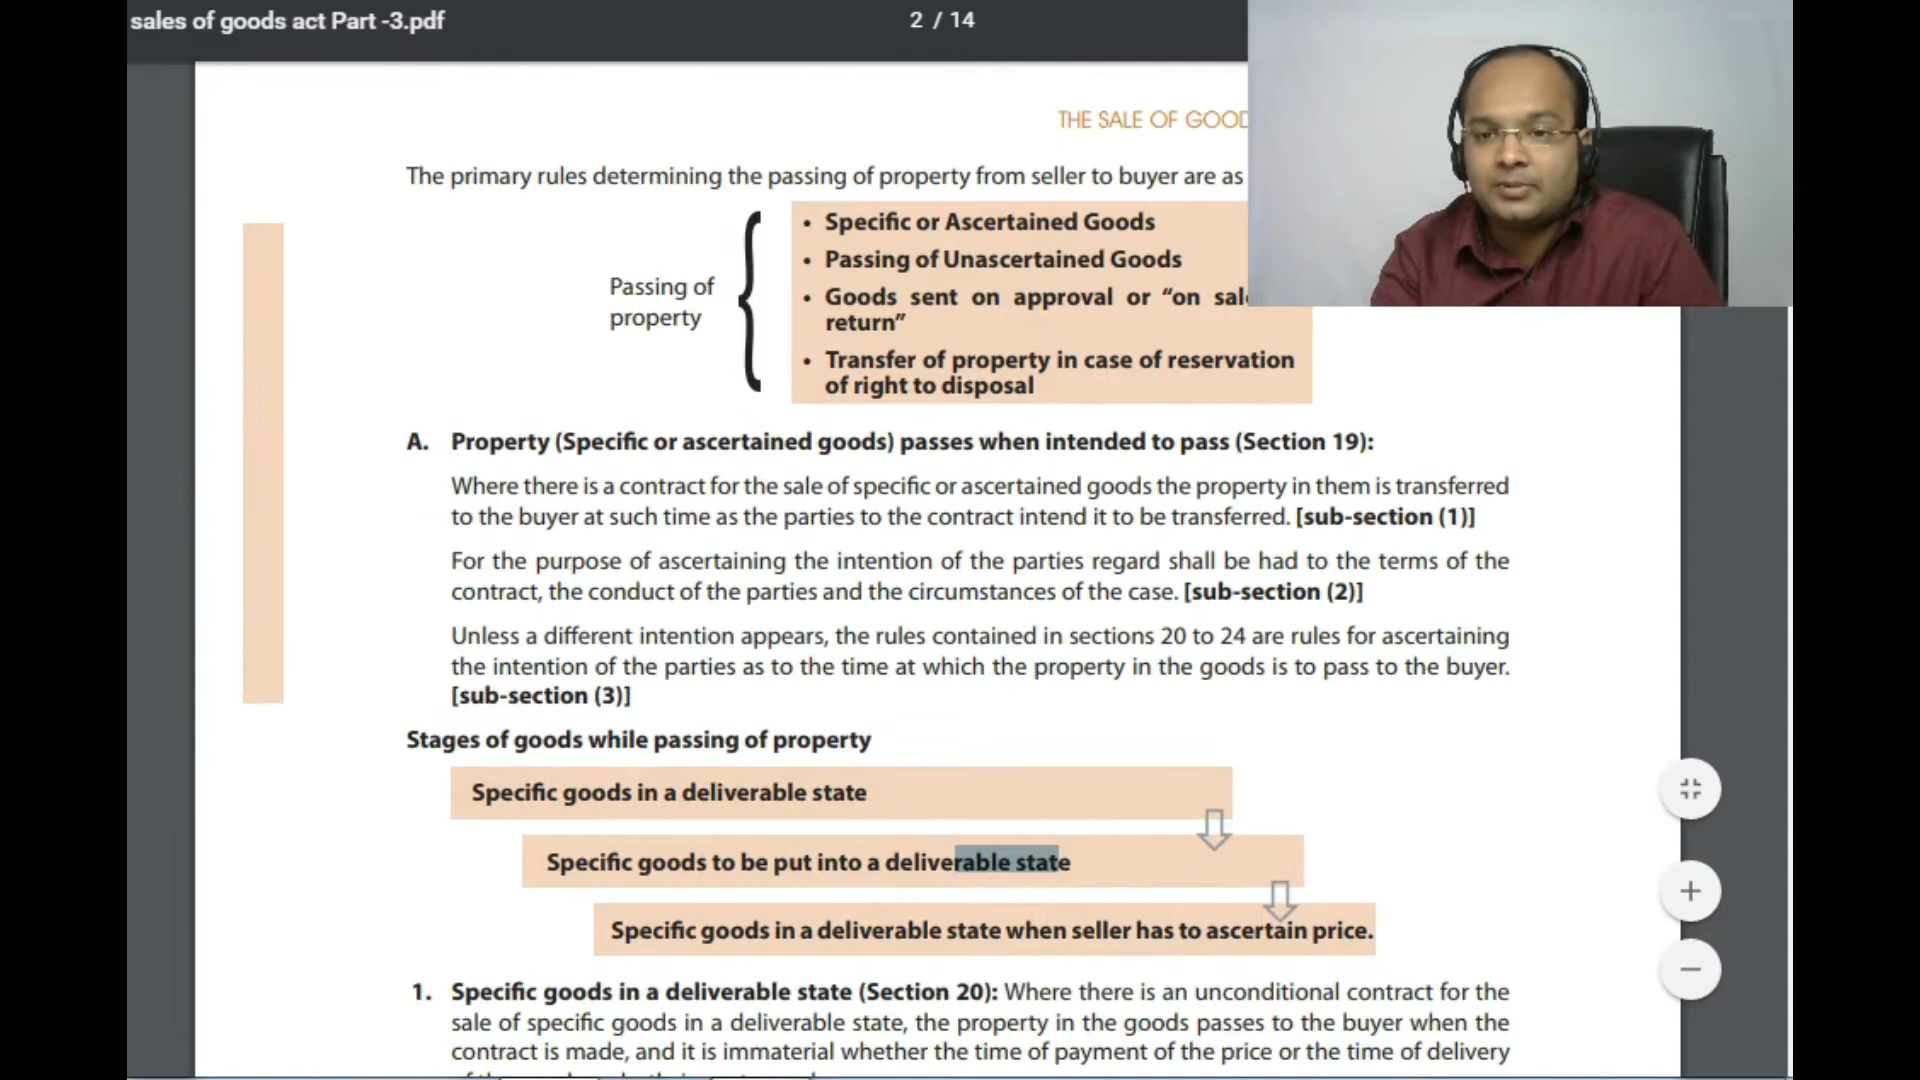 sales of goods act Part -3.pdf
2 / 14
THE SALE OF GOOD
The primary rules determining the passing of property from seller to buyer are as
Passing of
property
• Specific or Ascertained Goods
• Passing of Unascertained Goods
• Goods sent on approval or “on sal
return”
• Transfer of property in case of reservation
of right to disposal
A. Property (Specific or ascertained goods) passes when intended to pass (Section 19):
Where there is a contract for the sale of specific or ascertained goods the property in them is transferred
to the buyer at such time as the parties to the contract intend it to be transferred. [sub-section (1)]
For the purpose of ascertaining the intention of the parties regard shall be had to the terms of the
contract, the conduct of the parties and the circumstances of the case. [sub-section (2)]
Unless a different intention appears, the rules contained in sections 20 to 24 are rules for ascertaining
the intention of the parties as to the time at which the property in the goods is to pass to the buyer.
[sub-section (3)]
Stages of goods while passing of property
Specific goods in a deliverable state
Specific goods to be put into a deliverable state
Specific goods in a deliverable state when seller has to ascertain price.
1. Specific goods in a deliverable state (Section 20): Where there is an unconditional contract for the
sale of specific goods in a deliverable state, the property in the goods passes to the buyer when the
contract is made, and it is immaterial whether the time of payment of the price or the time of delivery